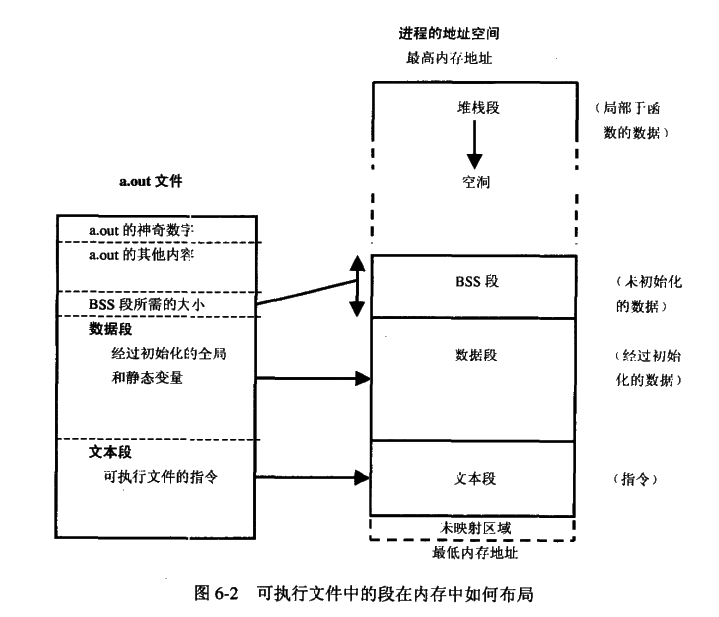 进程的地址空间
最高内存地址
堆栈段
（局部于函
数的数据）
空洞
a.out 文件
a.out 的神奇数字
a.out 的其他内容
BSS 段所需的大小
数据段
经过初始化的全局
和静态变量
文本段
可执行文件的指令
BSS 段
（未初始化
的数据）
数据段
（经过初始
化的数据）
文本段
（指令）
未映射区域
最低内存地址
图 6-2 可执行文件中的段在内存中如何布局